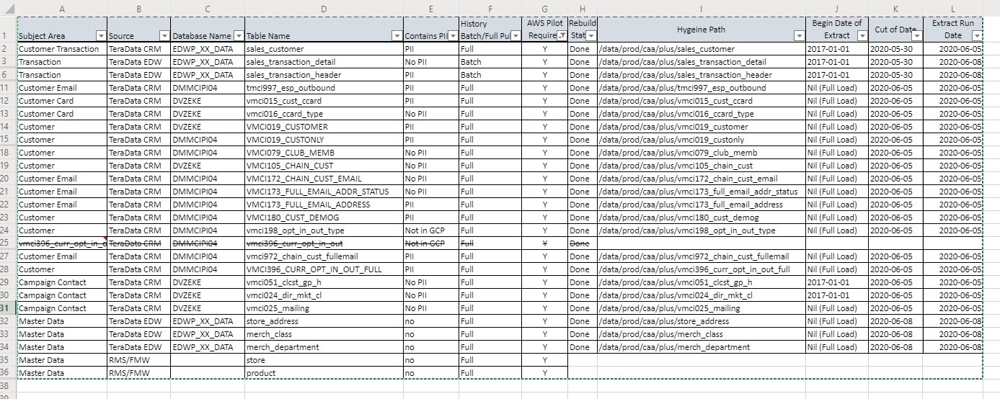 A B C D E F G H I J K L
1 Subject Area Source Database Name Table Name Contains PII History Batch/Full Pu AWS Pilot Require Rebuild Stat Hygeine Path Begin Date of Extract Cut of Date Extract Run Date
2 Customer Transaction TeraData CRM EDWP_XX_DATA sales_customer PII Full Y Done /data/prod/caa/plus/sales_customer 2017-01-01 2020-05-30 2020-06-05
3 Transaction TeraData EDW EDWP_XX_DATA sales_transaction_detail No PII Batch Y Done /data/prod/caa/plus/sales_transaction_detail 2017-01-01 2020-05-30 2020-06-08
6 Transaction TeraData EDW EDWP_XX_DATA sales_transaction_header PII Batch Y Done /data/prod/caa/plus/sales_transaction_header 2017-01-01 2020-05-30 2020-06-08
11 Customer Email TeraData CRM DMMCIPI04 tmci997_esp_outbound PII Full Y Done /data/prod/caa/plus/tmci997_esp_outbound Nil (Full Load) 2020-06-05 2020-06-05
12 Customer Card TeraData CRM DVZEKE vmci015_cust_ccard PII Full Y Done /data/prod/caa/plus/vmci015_cust_ccard Nil (Full Load) 2020-06-05 2020-06-05
13 Customer Card TeraData CRM DVZEKE vmci016_ccard_type No PII Full Y Done /data/prod/caa/plus/vmci016_ccard_type Nil (Full Load) 2020-06-05 2020-06-05
14 Customer TeraData CRM DVZEKE VMCI019_CUSTOMER PII Full Y Done /data/prod/caa/plus/vmci019_customer Nil (Full Load) 2020-06-05 2020-06-05
15 Customer TeraData CRM DMMCIPI04 VMCI019_CUSTONLY PII Full Y Done /data/prod/caa/plus/vmci019_custonly Nil (Full Load) 2020-06-05 2020-06-05
18 Customer TeraData CRM DMMCIPI04 VMCI079_CLUB_MEMB No PII Full Y Done /data/prod/caa/plus/vmci079_club_memb Nil (Full Load) 2020-06-05 2020-06-05
19 Customer TeraData CRM DVZEKE VMCI105_CHAIN_CUST No PII Full Y Done /data/prod/caa/plus/vmci105_chain_cust Nil (Full Load) 2020-06-05 2020-06-05
20 Customer Email TeraData CRM DMMCIPI04 VMCI172_CHAIN_CUST_EMAIL No PII Full Y Done /data/prod/caa/plus/vmci172_chain_cust_email Nil (Full Load) 2020-06-05 2020-06-05
21 Customer Email TeraData CRM DMMCIPI04 VMCI173_FULL_EMAIL_ADDR_STATUS No PII Full Y Done /data/prod/caa/plus/vmci173_full_email_addr_status Nil (Full Load) 2020-06-05 2020-06-05
22 Customer Email TeraData CRM DMMCIPI04 VMCI173_FULL_EMAIL_ADDRESS PII Full Y Done /data/prod/caa/plus/vmci173_full_email_address Nil (Full Load) 2020-06-05 2020-06-05
23 Customer TeraData CRM DMMCIPI04 VMCI180_CUST_DEMOG PII Full Y Done /data/prod/caa/plus/vmci180_cust_demog Nil (Full Load) 2020-06-05 2020-06-05
24 Customer TeraData CRM DMMCIPI04 vmci198_opt_in_out_type Not in GCP Full Y Done /data/prod/caa/plus/vmci198_opt_in_out_type Nil (Full Load) 2020-06-05 2020-06-05
25 vmci396_curr_opt_in_o TeraData CRM DMMCIPI04 vmci396_curr_opt_in_out Not in GCP Full Y Done
27 Customer Email TeraData CRM DMMCIPI04 vmci972_chain_cust_fullemail PII Full Y Done /data/prod/caa/plus/vmci972_chain_cust_fullemail Nil (Full Load) 2020-06-05 2020-06-05
28 Customer TeraData CRM DMMCIPI04 VMCI396_CURR_OPT_IN_OUT_FULL PII Full Y Done /data/prod/caa/plus/vmci396_curr_opt_in_out_full Nil (Full Load) 2020-06-05 2020-06-05
29 Campaign Contact TeraData CRM DVZEKE vmci051_clcst_gp_h No PII Full Y Done /data/prod/caa/plus/vmci051_clcst_gp_h 2017-01-01 2020-06-05 2020-06-05
30 Campaign Contact TeraData CRM DVZEKE vmci024_dir_mkt_cl No PII Full Y Done /data/prod/caa/plus/vmci024_dir_mkt_cl 2017-01-01 2020-06-05 2020-06-05
31 Campaign Contact TeraData CRM DVZEKE vmci025_mailing No PII Full Y Done /data/prod/caa/plus/vmci025_mailing Nil (Full Load) 2020-06-05 2020-06-05
32 Master Data TeraData EDW EDWP_XX_DATA store_address no Full Y Done /data/prod/caa/plus/store_address Nil (Full Load) 2020-06-08 2020-06-08
33 Master Data TeraData EDW EDWP_XX_DATA merch_class no Full Y Done /data/prod/caa/plus/merch_class Nil (Full Load) 2020-06-08 2020-06-08
34 Master Data TeraData EDW EDWP_XX_DATA merch_department no Full Y Done /data/prod/caa/plus/merch_department Nil (Full Load) 2020-06-08 2020-06-08
35 Master Data RMS/FMW store no Full Y
36 Master Data RMS/FMW product no Full Y
38